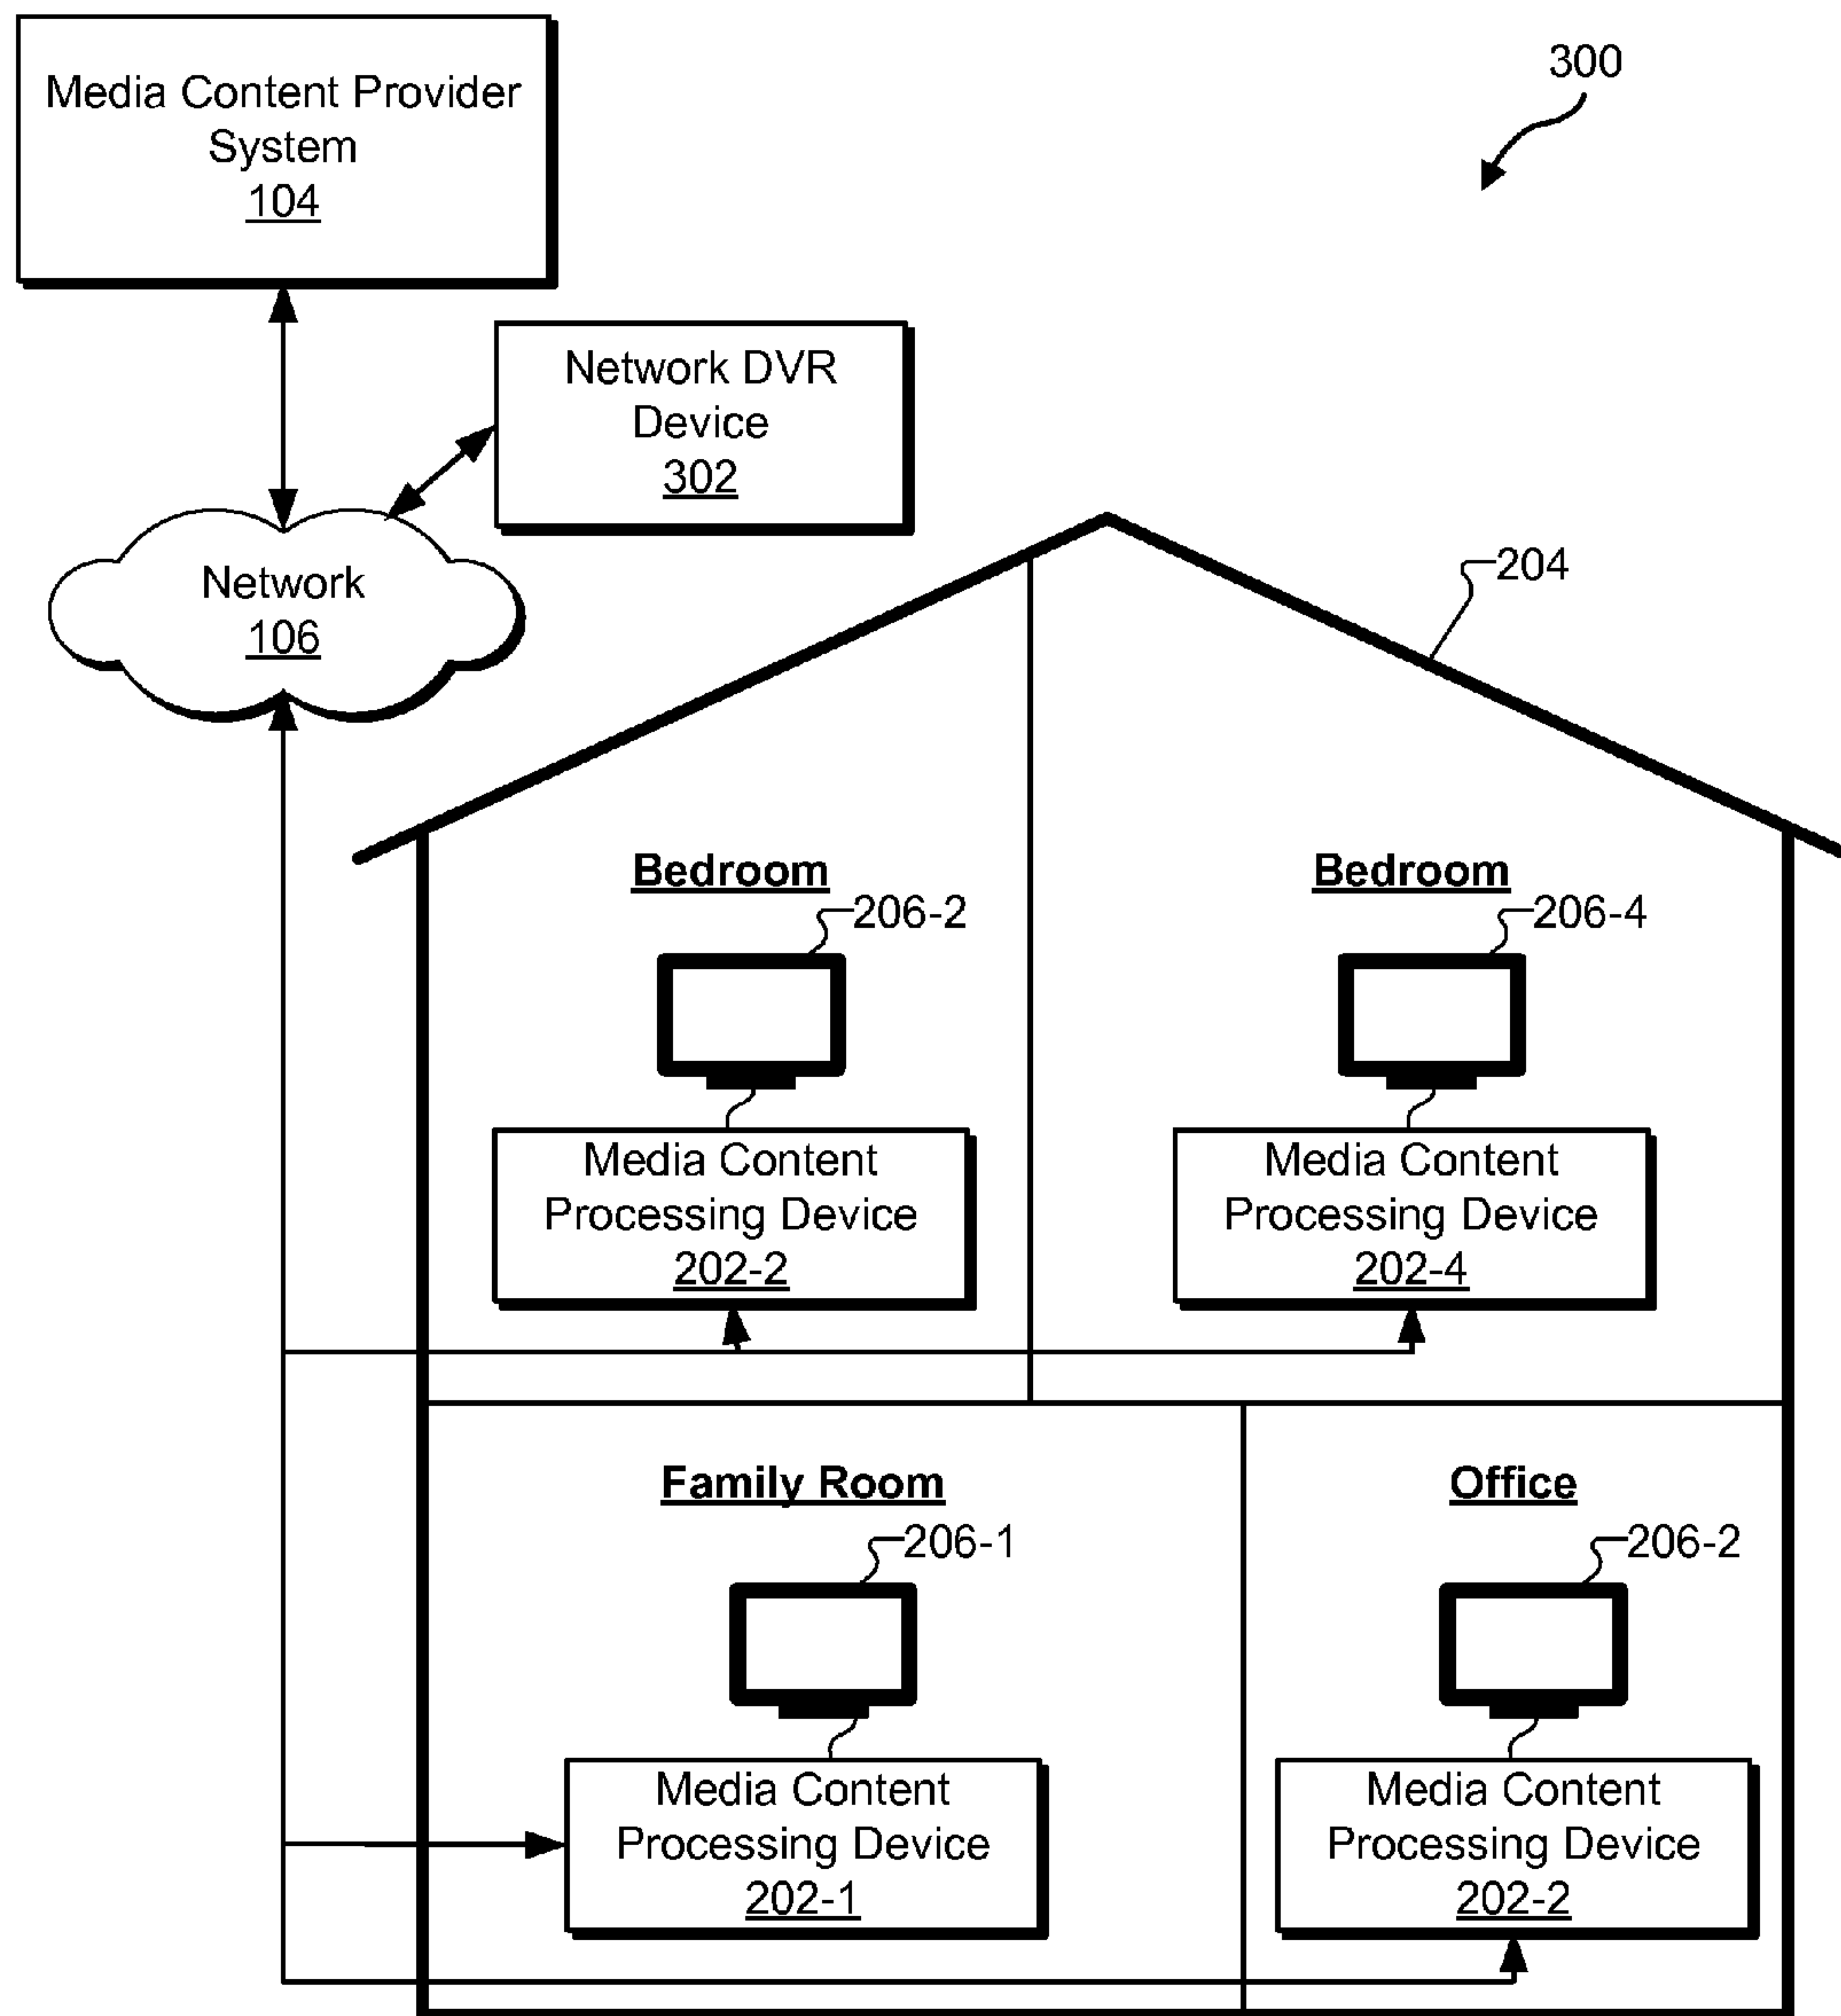 300
Media Content Provider
System
104
Network DVR
Device
302
Network
106
204
Bedroom
206-2
Media Content
Processing Device
202-2
Bedroom
206-4
Media Content
Processing Device
202-4
Family Room
206-1
Media Content
Processing Device
202-1
Office
206-2
Media Content
Processing Device
202-2